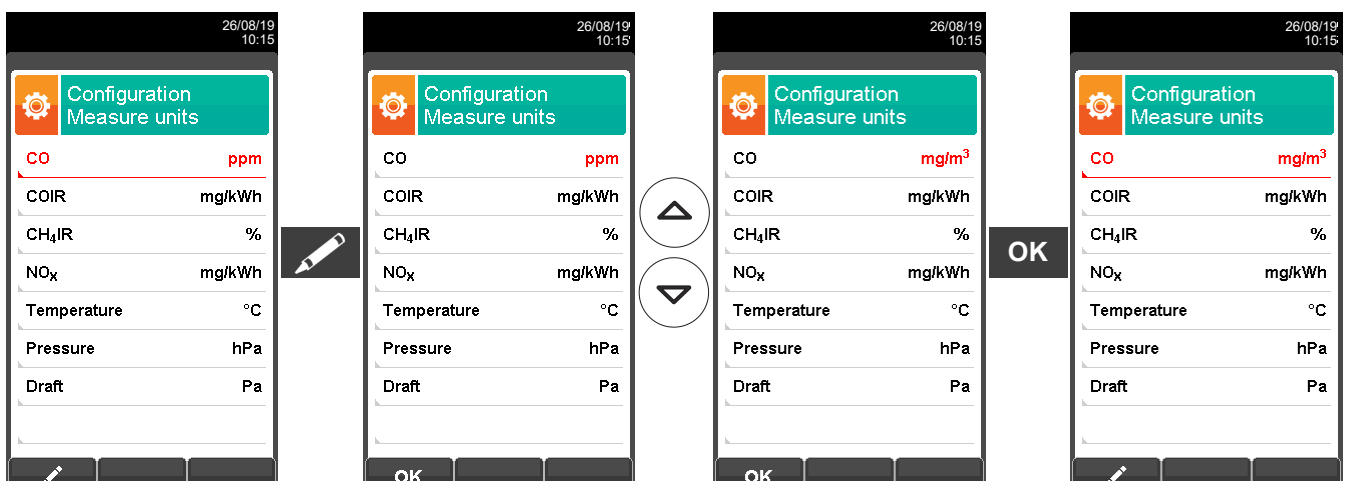 26/08/19
10:15
Configuration
Measure units
CO ppm
COIR mg/kWh
CH₄IR %
NOx mg/kWh
Temperature °C
Pressure hPa
Draft Pa
26/08/19
10:15
Configuration
Measure units
CO ppm
COIR mg/kWh
CH₄IR %
NOx mg/kWh
Temperature °C
Pressure hPa
Draft Pa
OK
26/08/19
10:15
Configuration
Measure units
CO mg/m³
COIR mg/kWh
CH₄IR %
NOx mg/kWh
Temperature °C
Pressure hPa
Draft Pa
OK
OK
26/08/19
10:15
Configuration
Measure units
CO mg/m³
COIR mg/kWh
CH₄IR %
NOx mg/kWh
Temperature °C
Pressure hPa
Draft Pa